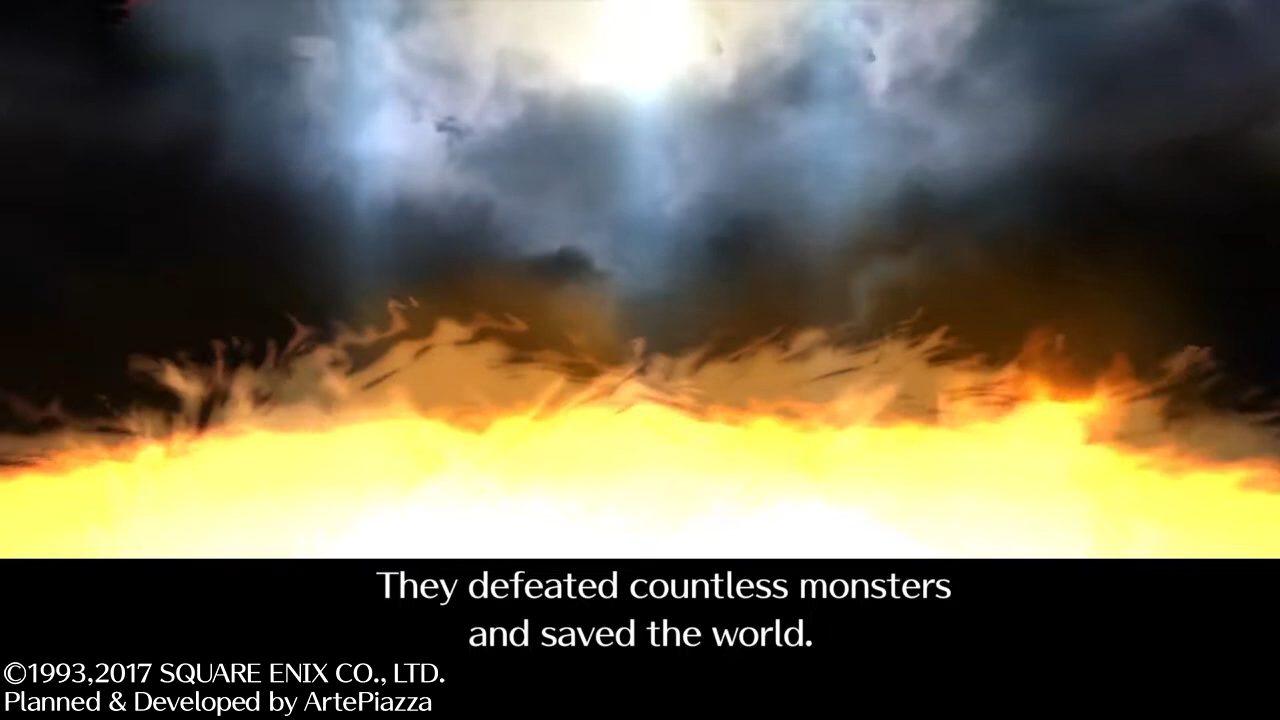 They defeated countless monsters
and saved the world.
©1993,2017 SQUARE ENIX CO., LTD.
Planned & Developed by ArtePiazza